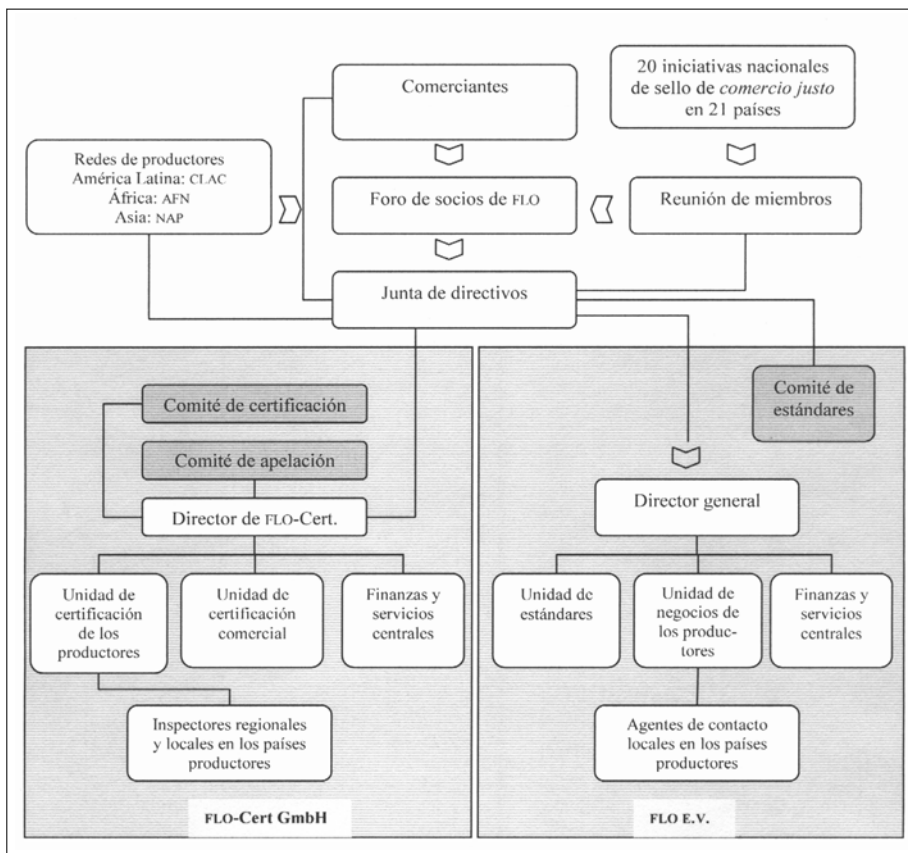 Comerciantes
20 iniciativas nacionales
de sello de comercio justo
en 21 países
Redes de productores
América Latina: CLAC
África: AFN
Asia: NAP
Foro de socios de FLO
Reunión de miembros
Junta de directivos
Comité de certificación
Comité de apelación
Director de FLO-Cert.
Unidad de
certificación
de los
productores
Unidad de
certificación
comercial
Finanzas y
servicios
centrales
Inspectores regionales
y locales en los países
productores
FLO-Cert GmbH
Comité de
estándares
Director general
Unidad de
estándares
Unidad de
negocios de
los produc-
tores
Finanzas y
servicios
centrales
Agentes de contacto
locales en los países
productores
FLO E.V.